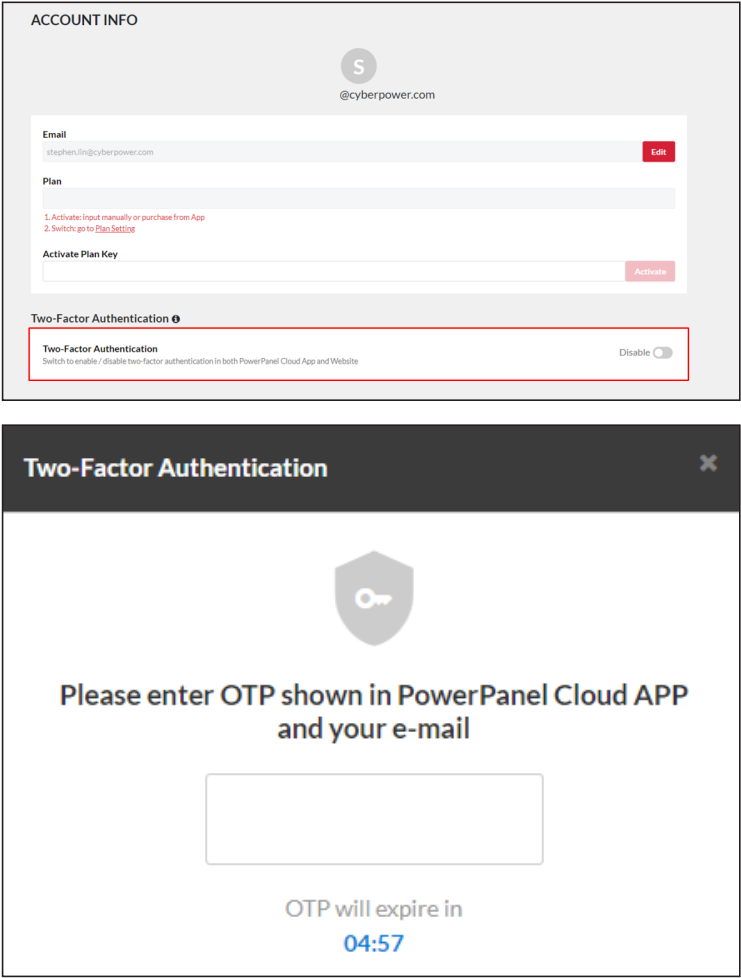 ACCOUNT INFO
S
@cyberpower.com
Email
stephen.lin@cyberpower.com
Edit
Plan
1. Activate: input manually or purchase from App
2. Switch: go to Plan Setting
Activate Plan Key
Activate
Two-Factor Authentication
Two-Factor Authentication
Switch to enable / disable two-factor authentication in both PowerPanel Cloud App and Website
Disable
Two-Factor Authentication
Please enter OTP shown in PowerPanel Cloud APP
and your e-mail
OTP will expire in
04:57